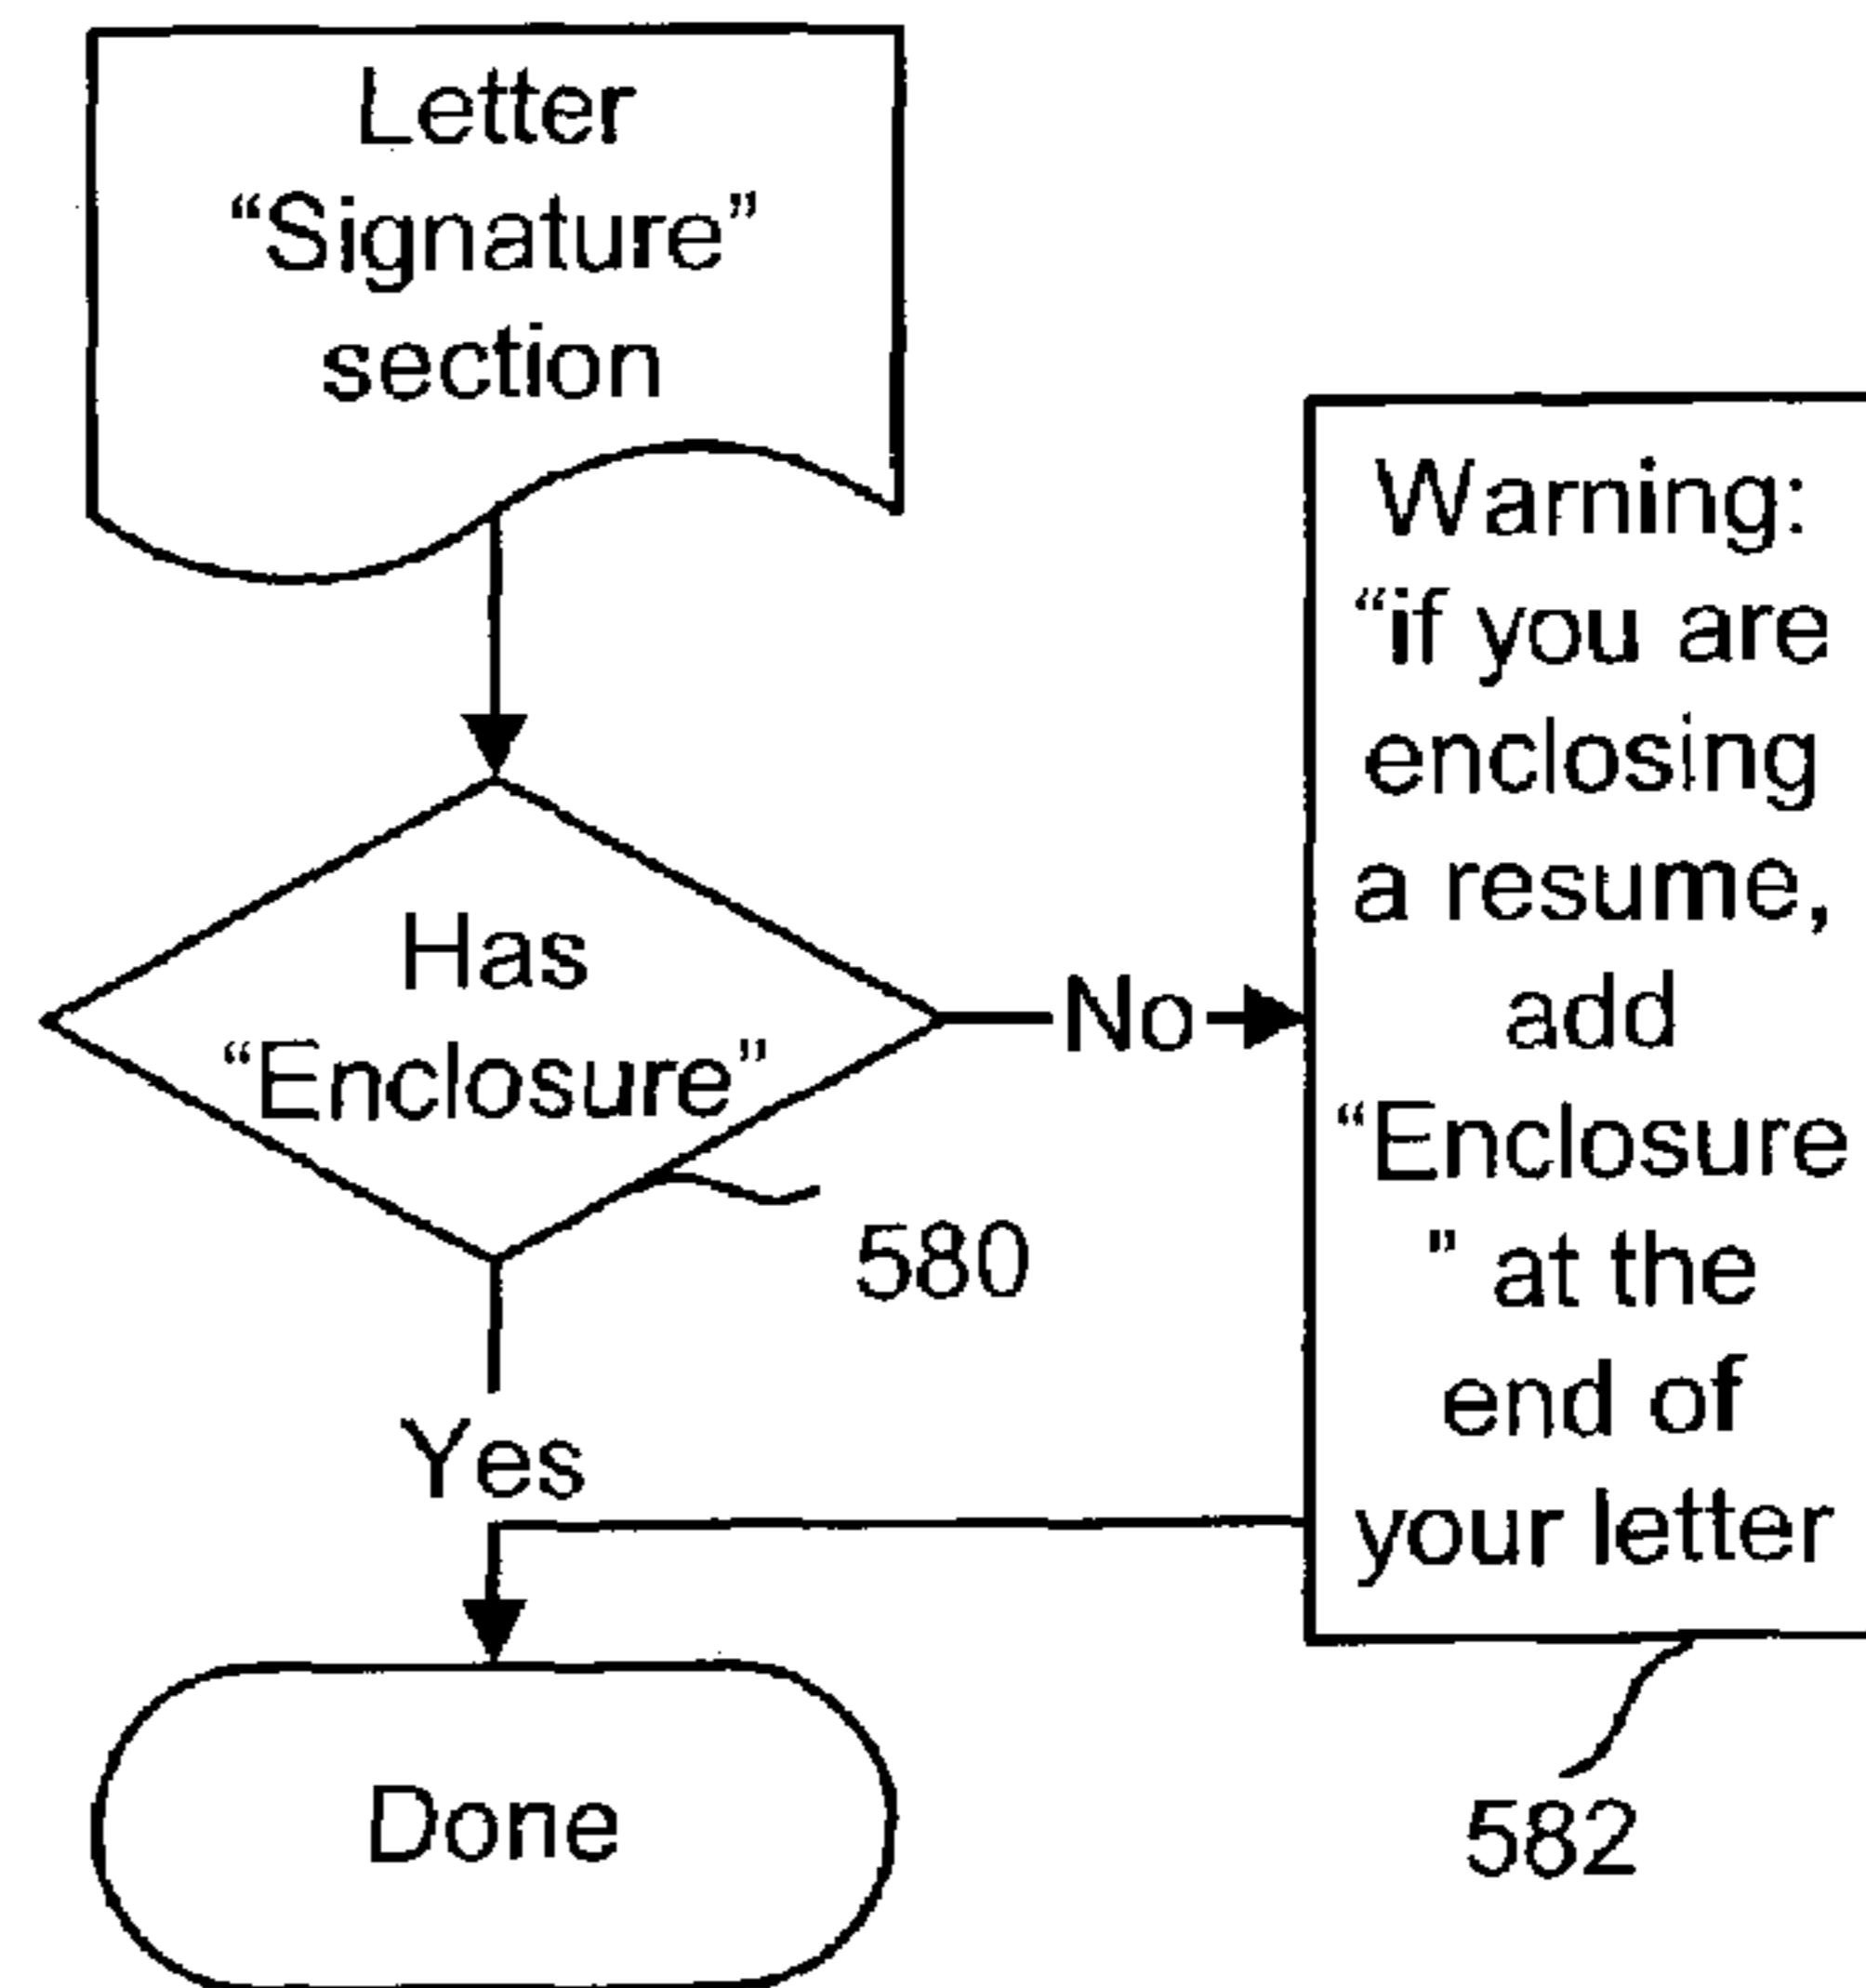 Letter
“Signature”
section
Has
“Enclosure”
580
No
Yes
Warning:
“if you are
enclosing
a resume,
add
“Enclosure
” at the
end of
your letter
582
Done